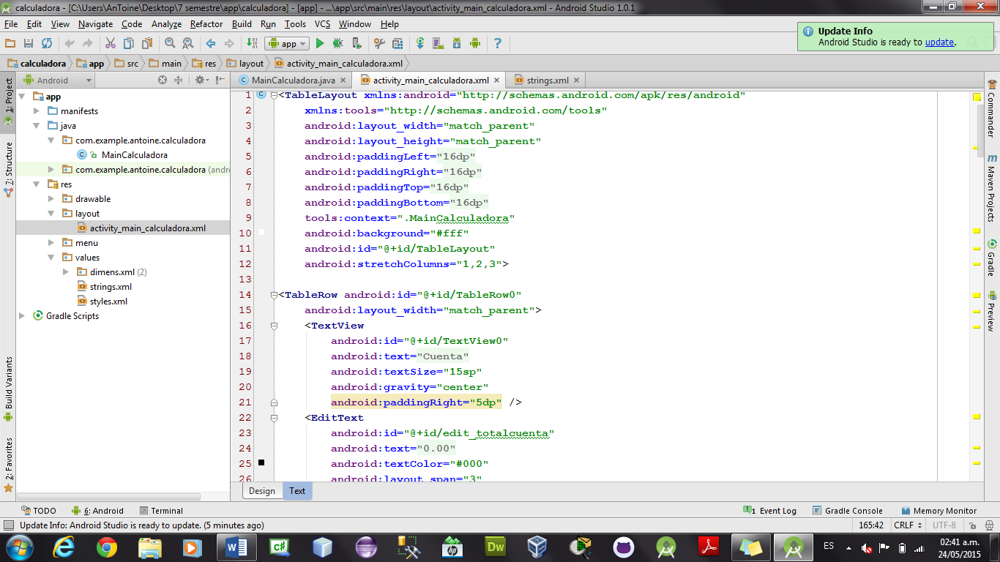 calculadora - [C:\Users\AnToine\Desktop\7 semestre\app\calculadora] - [app] - ...\app\src\main\res\layout\activity_main_calculadora.xml - Android Studio 1.0.1
File Edit View Navigate Code Analyze Refactor Build Run Tools VCS Window Help
Update Info
Android Studio is ready to update.
app
calculadora app src main res layout activity_main_calculadora.xml
Android
MainCalculadora.java activity_main_calculadora.xml strings.xml
1: Project
7: Structure
Build Variants
2: Favorites
app
manifests
java
com.example.antoine.calculadora
MainCalculadora
com.example.antoine.calculadora (andro
res
drawable
layout
activity_main_calculadora.xml
menu
values
dimens.xml (2)
strings.xml
styles.xml
Gradle Scripts
1 <TableLayout xmlns:android="http://schemas.android.com/apk/res/android"
2 xmlns:tools="http://schemas.android.com/tools"
3 android:layout_width="match_parent"
4 android:layout_height="match_parent"
5 android:paddingLeft="16dp"
6 android:paddingRight="16dp"
7 android:paddingTop="16dp"
8 android:paddingBottom="16dp"
9 tools:context=".MainCalculadora"
10 android:background="#fff"
11 android:id="@+id/TableLayout"
12 android:stretchColumns="1,2,3">
13
14 <TableRow android:id="@+id/TableRow0"
15 android:layout_width="match_parent">
16 <TextView
17 android:id="@+id/TextView0"
18 android:text="Cuenta"
19 android:textSize="15sp"
20 android:gravity="center"
21 android:paddingRight="5dp" />
22 <EditText
23 android:id="@+id/edit_totalcuenta"
24 android:text="0.00"
25 android:textColor="#000"
26 android:layout_span="3"
Commander
Maven Projects
Gradle
Preview
Design Text
TODO 6: Android Terminal 1 Event Log Gradle Console Memory Monitor
Update Info: Android Studio is ready to update. (5 minutes ago) 165:42 CRLF UTF-8
ES 02:41 a.m.
24/05/2015